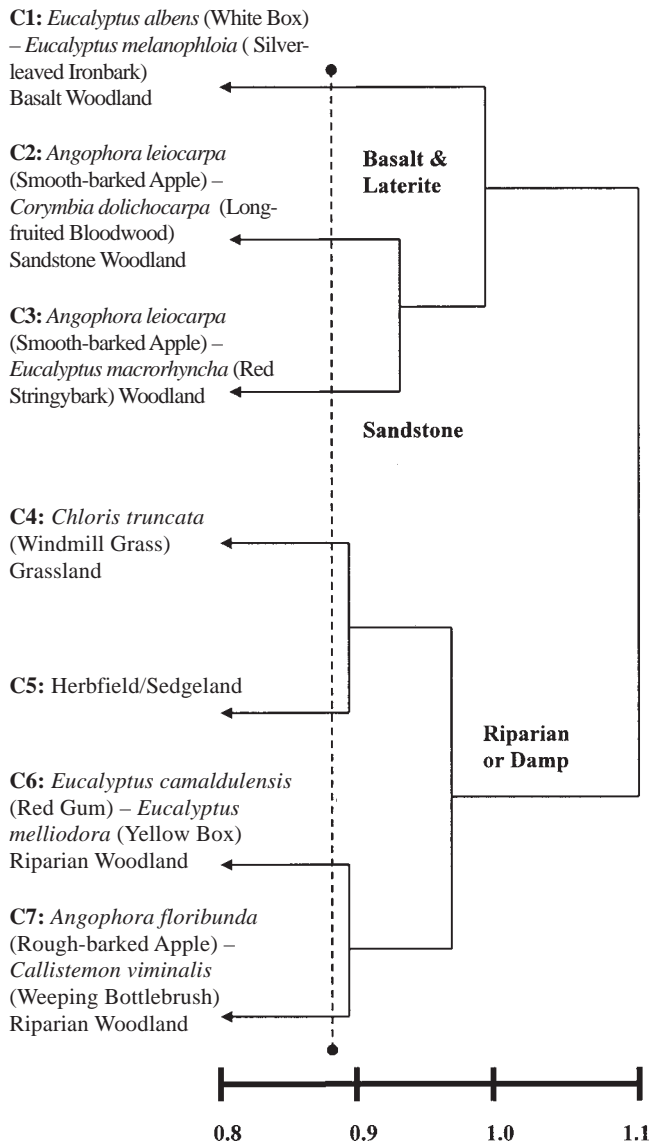 C1: Eucalyptus albens (White Box)
– Eucalyptus melanophloia ( Silver-
leaved Ironbark)
Basalt Woodland
C2: Angophora leiocarpa
(Smooth-barked Apple) –
Corymbia dolichocarpa (Long-
fruited Bloodwood)
Sandstone Woodland
Basalt &
Laterite
C3: Angophora leiocarpa
(Smooth-barked Apple) –
Eucalyptus macrorhyncha (Red
Stringybark) Woodland
Sandstone
C4: Chloris truncata
(Windmill Grass)
Grassland
C5: Herbfield/Sedgeland
Riparian
or Damp
C6: Eucalyptus camaldulensis
(Red Gum) – Eucalyptus
melliodora (Yellow Box)
Riparian Woodland
C7: Angophora floribunda
(Rough-barked Apple) –
Callistemon viminalis
(Weeping Bottlebrush)
Riparian Woodland
0.8 0.9 1.0 1.1